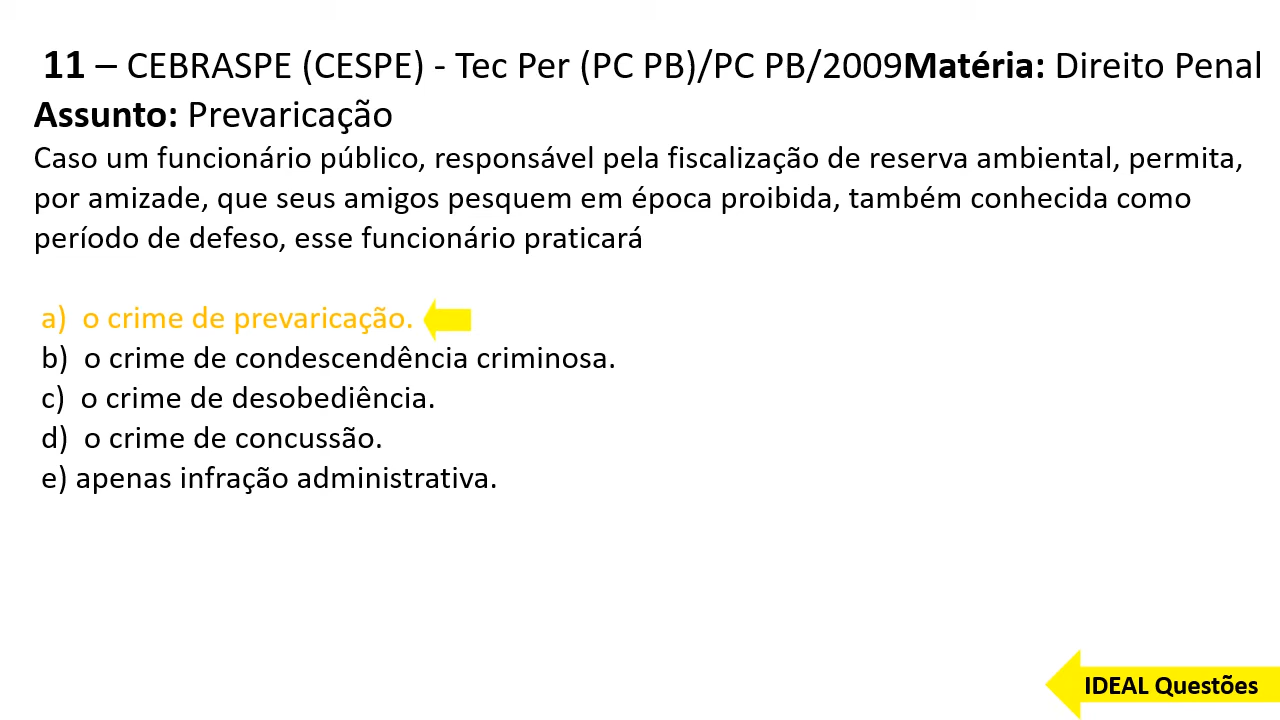 11 – CEBRASPE (CESPE) - Tec Per (PC PB)/PC PB/2009Matéria: Direito Penal
Assunto: Prevaricação
Caso um funcionário público, responsável pela fiscalização de reserva ambiental, permita,
por amizade, que seus amigos pesquem em época proibida, também conhecida como
período de defeso, esse funcionário praticará
a) o crime de prevaricação.
b) o crime de condescendência criminosa.
c) o crime de desobediência.
d) o crime de concussão.
e) apenas infração administrativa.
IDEAL Questões